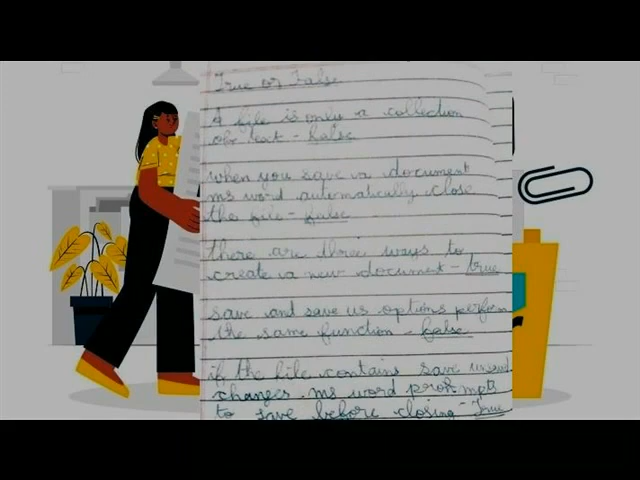 True or False
A file is only a collection
of text - false
when you save a document
ms word automatically close
the file - false
there are three ways to
create a new document - true
save and save us options perform
the same function - false
if the file contains save
changes ms word prompts
to save before closing - True